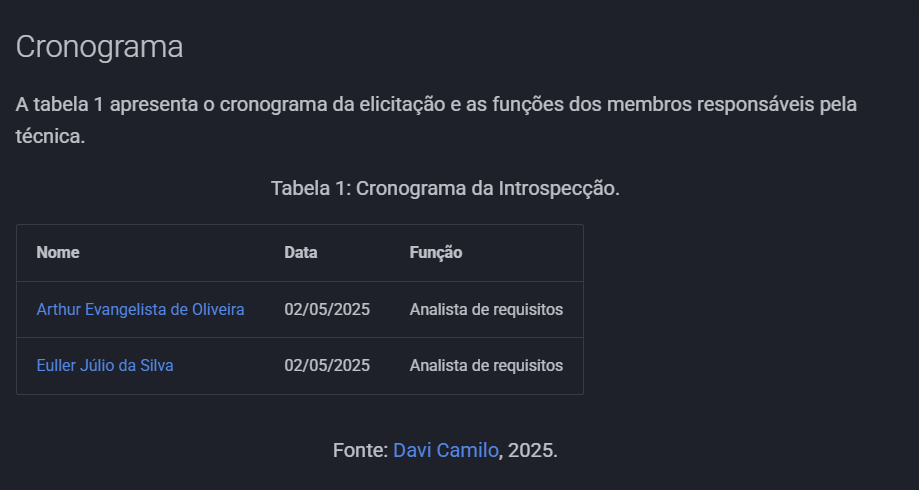 Cronograma
A tabela 1 apresenta o cronograma da elicitação e as funções dos membros responsáveis pela
técnica.
Tabela 1: Cronograma da Introspecção.
Nome Data Função
Arthur Evangelista de Oliveira 02/05/2025 Analista de requisitos
Euller Júlio da Silva 02/05/2025 Analista de requisitos
Fonte: Davi Camilo, 2025.